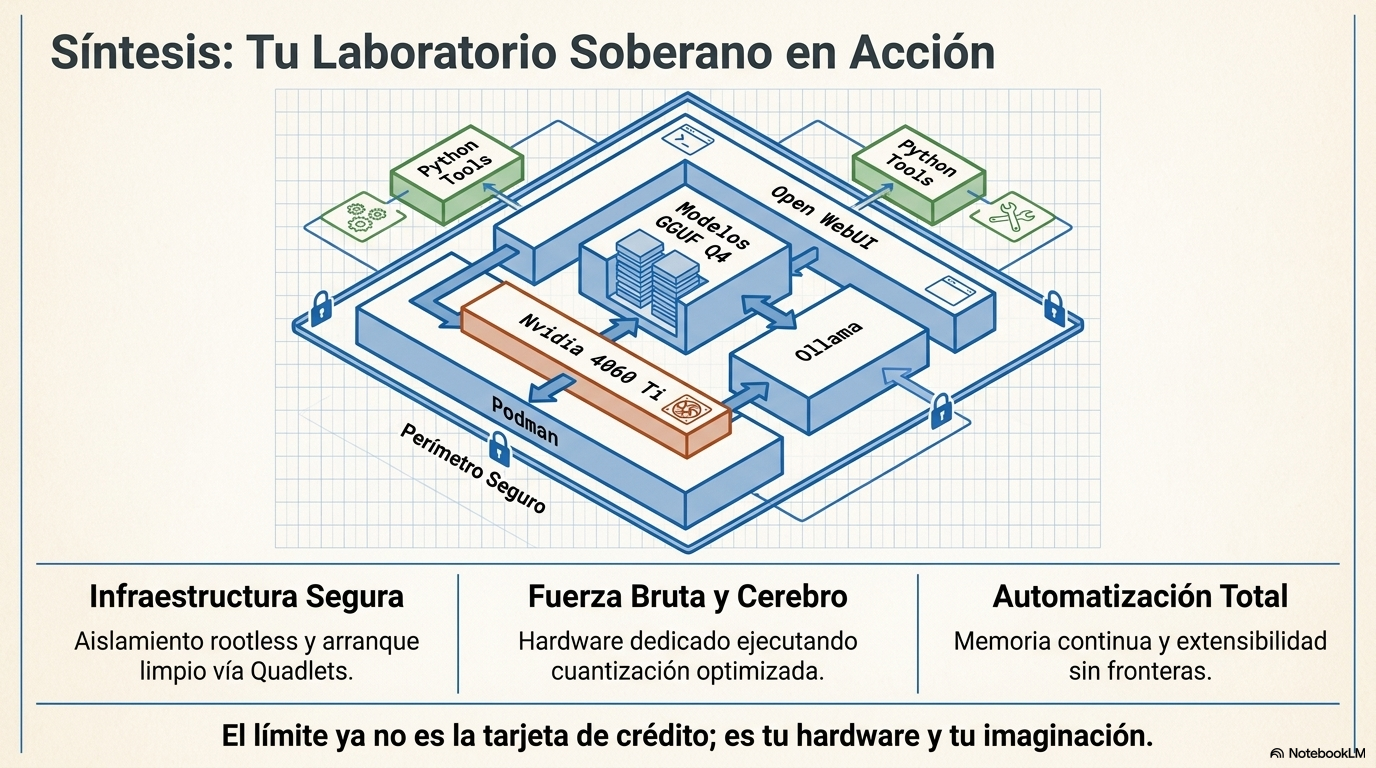 Síntesis: Tu Laboratorio Soberano en Acción
Python
Tools
Python
Tools
Open WebUI
Modelos
GGUF Q4
Nvidia 4060 Ti
Ollama
Podman
Perímetro Seguro
Infraestructura Segura
Aislamiento rootless y arranque
limpio vía Quadlets.
Fuerza Bruta y Cerebro
Hardware dedicado ejecutando
cuantización optimizada.
Automatización Total
Memoria continua y extensibilidad
sin fronteras.
El límite ya no es la tarjeta de crédito; es tu hardware y tu imaginación.
NotebookLM